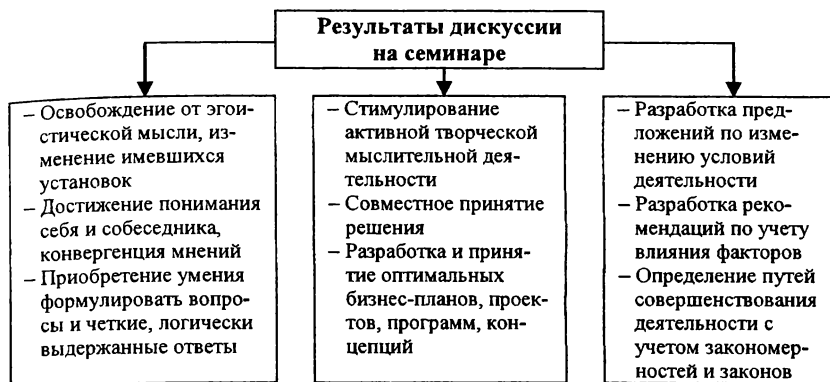 Результаты дискуссии
на семинаре
– Освобождение от эгои-
стической мысли, из-
менение имевшихся
установок
– Достижение понимания
себя и собеседника,
конвергенция мнений
– Приобретение умения
формулировать вопро-
сы и четкие, логически
выдержанные ответы
– Стимулирование
активной творческой
мыслительной дея-
тельности
– Совместное принятие
решения
– Разработка и приня-
тие оптимальных
бизнес-планов, проек-
тов, программ, кон-
цепций
– Разработка пред-
ложений по изме-
нению условий
деятельности
– Разработка реко-
мендаций по учету
влияния факторов
– Определение путей
совершенствования
деятельности с
учетом закономер-
ностей и законов